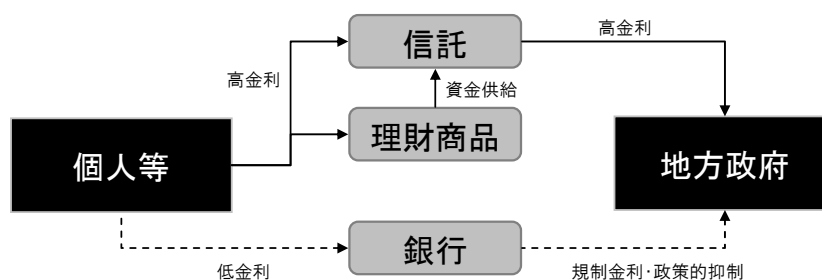 信託
高金利
高金利
資金供給
理財商品
個人等
地方政府
銀行
低金利
規制金利・政策的抑制